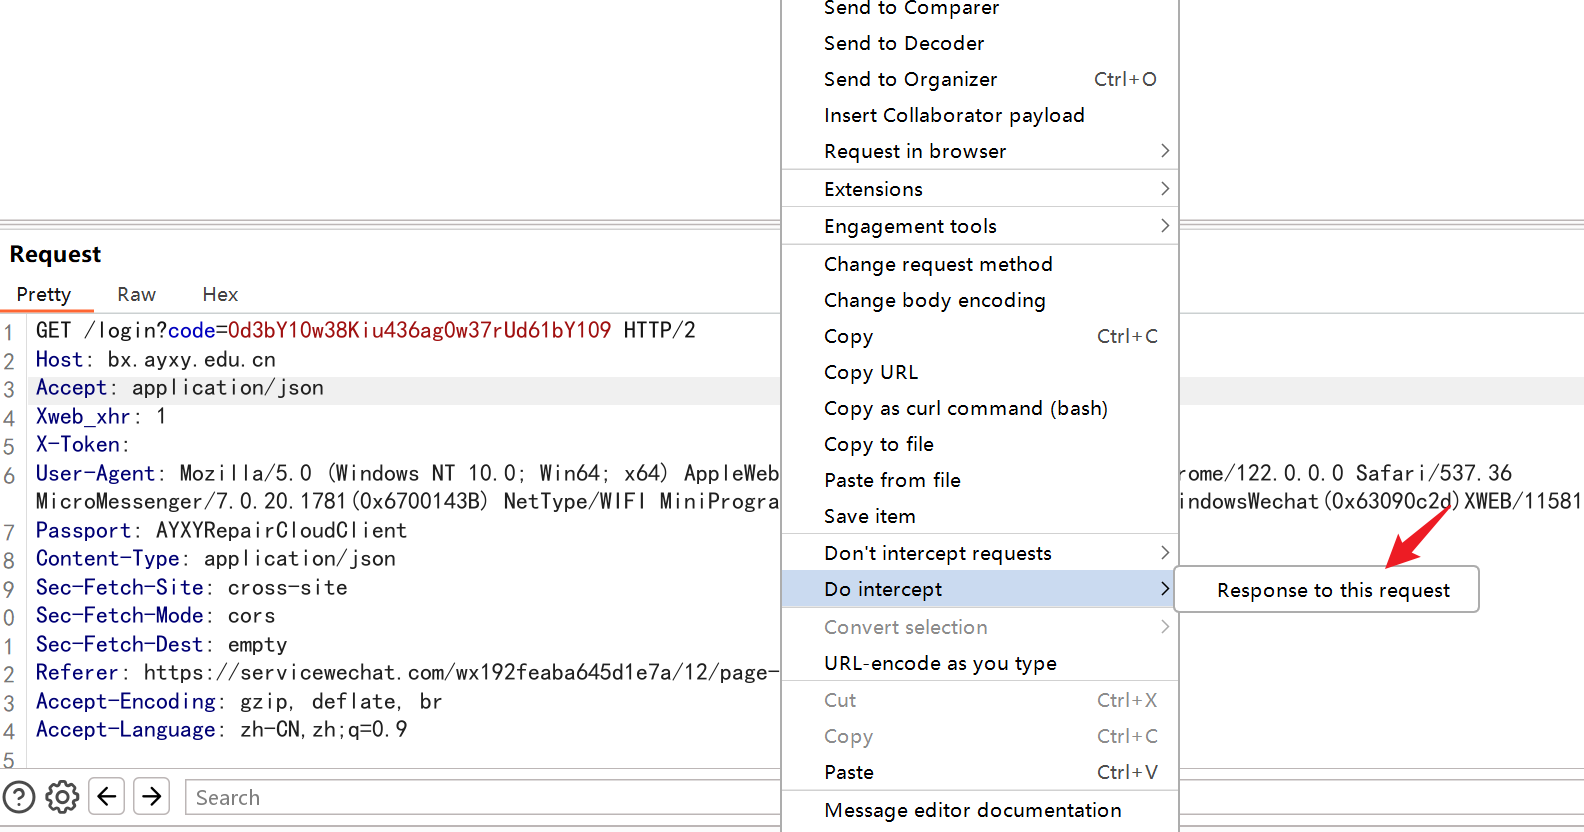 Send to Comparer
Send to Decoder
Send to Organizer Ctrl+O
Insert Collaborator payload
Request in browser
Extensions
Engagement tools
Change request method
Change body encoding
Copy Ctrl+C
Copy URL
Copy as curl command (bash)
Copy to file
Paste from file
Save item
Don't intercept requests
Do intercept
Response to this request
Convert selection
URL-encode as you type
Cut Ctrl+X
Copy Ctrl+C
Paste Ctrl+V
Message editor documentation
Request
Pretty Raw Hex
1 GET /login?code=0d3bY10w38Kiu436ag0w37rUd61bY109 HTTP/2
2 Host: bx.ayxy.edu.cn
3 Accept: application/json
4 Xweb_xhr: 1
5 X-Token:
6 User-Agent: Mozilla/5.0 (Windows NT 10.0; Win64; x64) AppleWeb rome/122.0.0.0 Safari/537.36
MicroMessenger/7.0.20.1781(0x6700143B) NetType/WIFI MiniProgra indowsWechat(0x63090c2d)XWEB/11581
7 Passport: AYXYRepairCloudClient
8 Content-Type: application/json
9 Sec-Fetch-Site: cross-site
0 Sec-Fetch-Mode: cors
1 Sec-Fetch-Dest: empty
2 Referer: https://servicewechat.com/wx192feaba645d1e7a/12/page-
3 Accept-Encoding: gzip, deflate, br
4 Accept-Language: zh-CN,zh;q=0.9
5
Search